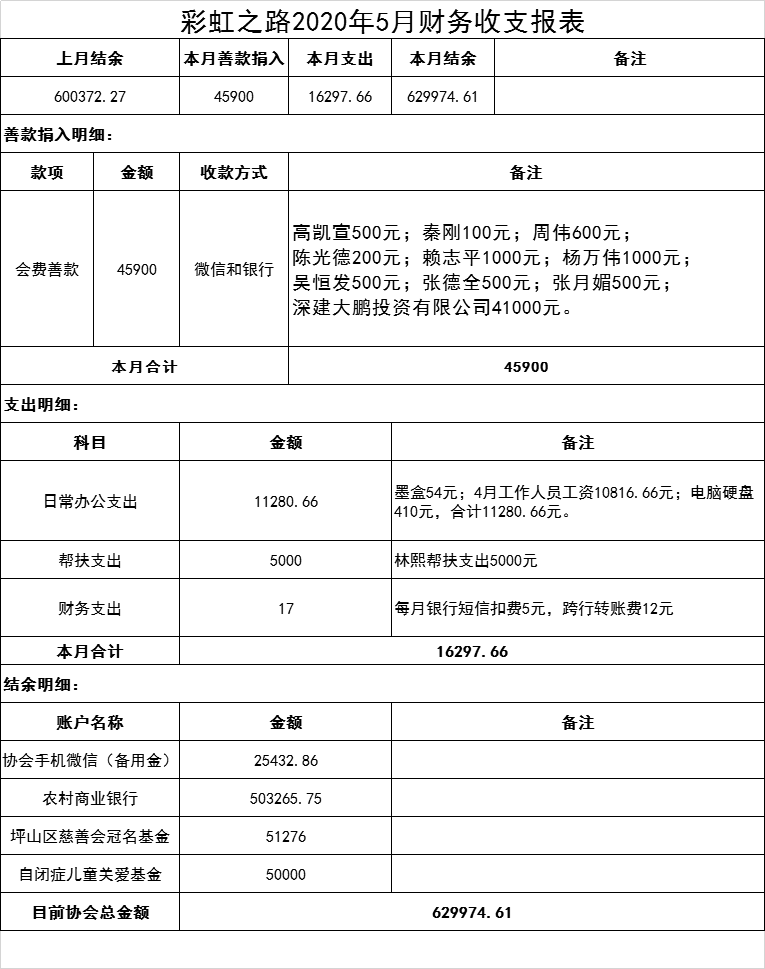 彩虹之路2020年5月财务收支报表
上月结余 本月善款捐入 本月支出 本月结余 备注
600372.27 45900 16297.66 629974.61
善款捐入明细：
款项 金额 收款方式 备注
会费善款 45900 微信和银行
高凯宣500元；秦刚100元；周伟600元；
陈光德200元；赖志平1000元；杨万伟1000元；
吴恒发500元；张德全500元；张月媚500元；
深建大鹏投资有限公司41000元。
本月合计 45900
支出明细：
科目 金额 备注
日常办公支出 11280.66
墨盒54元；4月工作人员工资10816.66元；电脑硬盘
410元，合计11280.66元。
帮扶支出 5000 林熙帮扶支出5000元
财务支出 17 每月银行短信扣费5元，跨行转账费12元
本月合计 16297.66
结余明细：
账户名称 金额 备注
协会手机微信（备用金） 25432.86
农村商业银行 503265.75
坪山区慈善会冠名基金 51276
自闭症儿童关爱基金 50000
目前协会总金额 629974.61